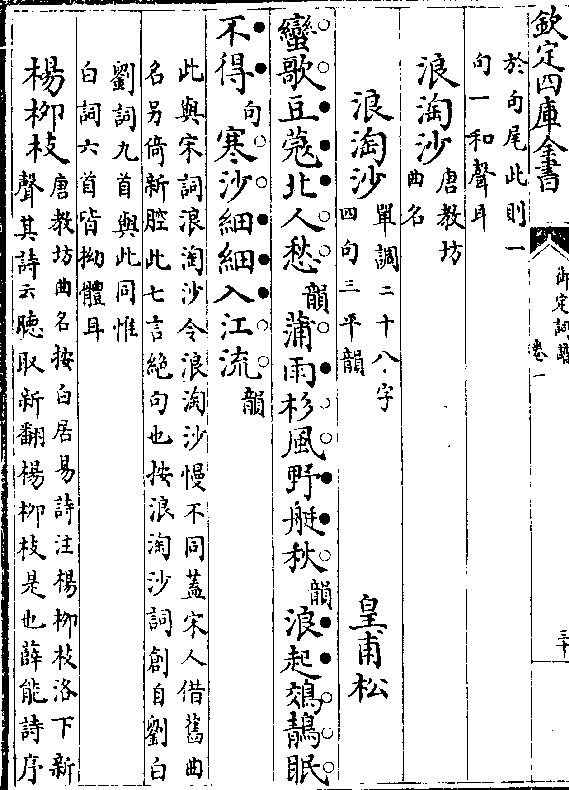 欽定四庫全書
御定詞譜
卷一
三十
於句尾此則一
句一和聲耳
浪淘沙
唐教坊
曲名
浪淘沙
單調二十八字
四句三平韻
皇甫松
蠻歌豆蔻北人愁韻蒲雨杉風野艇秋韻浪起鵁鶄眠
不得句寒沙細細入江流韻
此與宋詞浪淘沙令浪淘沙慢不同葢宋人借舊曲
名另倚新腔此七言絶句也按浪淘沙詞創自劉白
劉詞九首與此同惟
白詞六首皆拗體耳
楊柳枝
唐教坊曲名按白居易詩注楊柳枝洛下新
聲其詩云聽取新翻楊柳枝是也薛能詩序